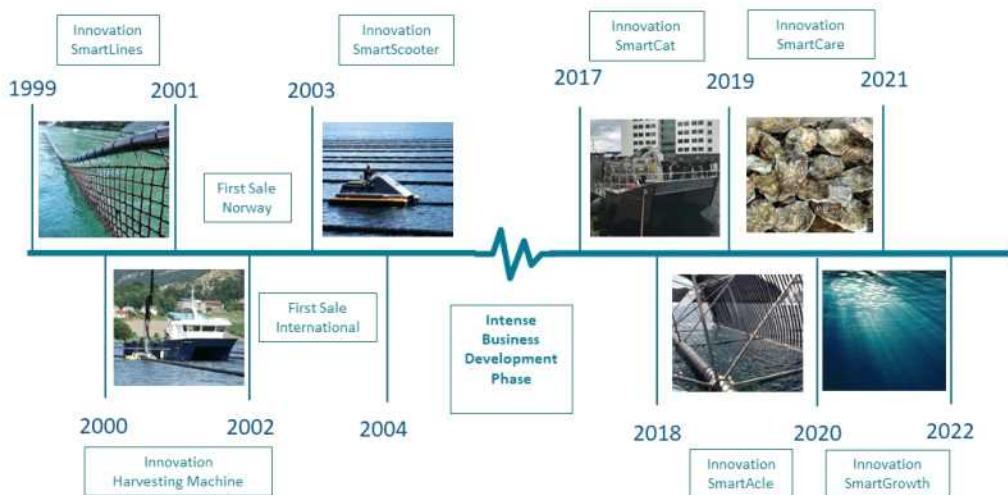 Innovation
SmartLines
Innovation
SmartScooter
Innovation
SmartCat
Innovation
SmartCare
1999
2001
2003
2017
2019
2021
First Sale
Norway
First Sale
International
Intense
Business
Development
Phase
2000
2002
2004
2018
2020
2022
Innovation
Harvesting Machine
Innovation
SmartAcle
Innovation
SmartGrowth